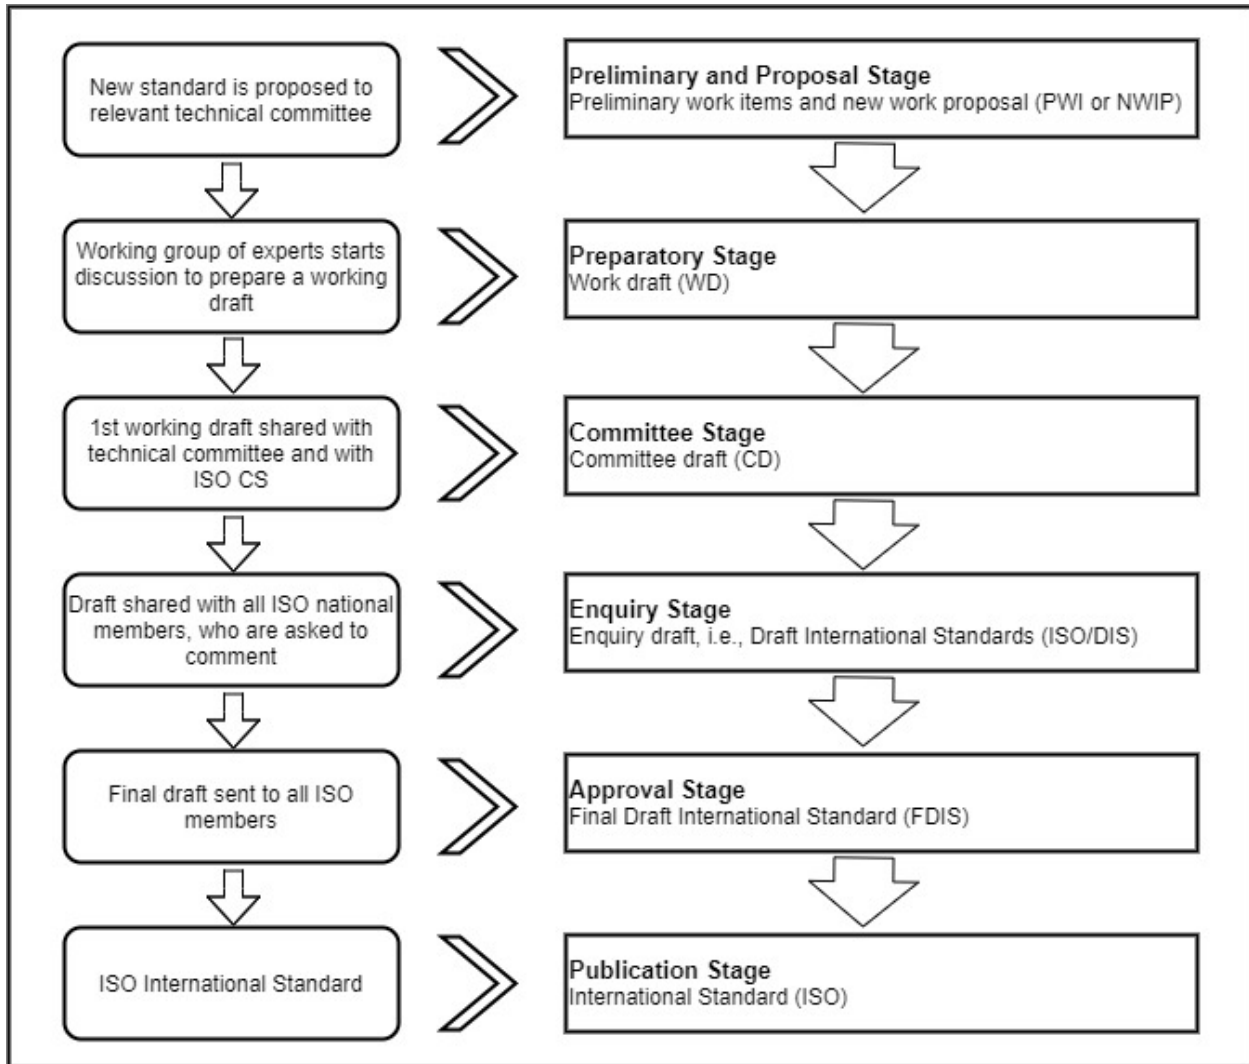 New standard is proposed to
relevant technical committee
Preliminary and Proposal Stage
Preliminary work items and new work proposal (PWI or NWIP)
Working group of experts starts
discussion to prepare a working
draft
Preparatory Stage
Work draft (WD)
1st working draft shared with
technical committee and with
ISO CS
Committee Stage
Committee draft (CD)
Draft shared with all ISO national
members, who are asked to
comment
Enquiry Stage
Enquiry draft, i.e., Draft International Standards (ISO/DIS)
Final draft sent to all ISO
members
Approval Stage
Final Draft International Standard (FDIS)
ISO International Standard
Publication Stage
International Standard (ISO)